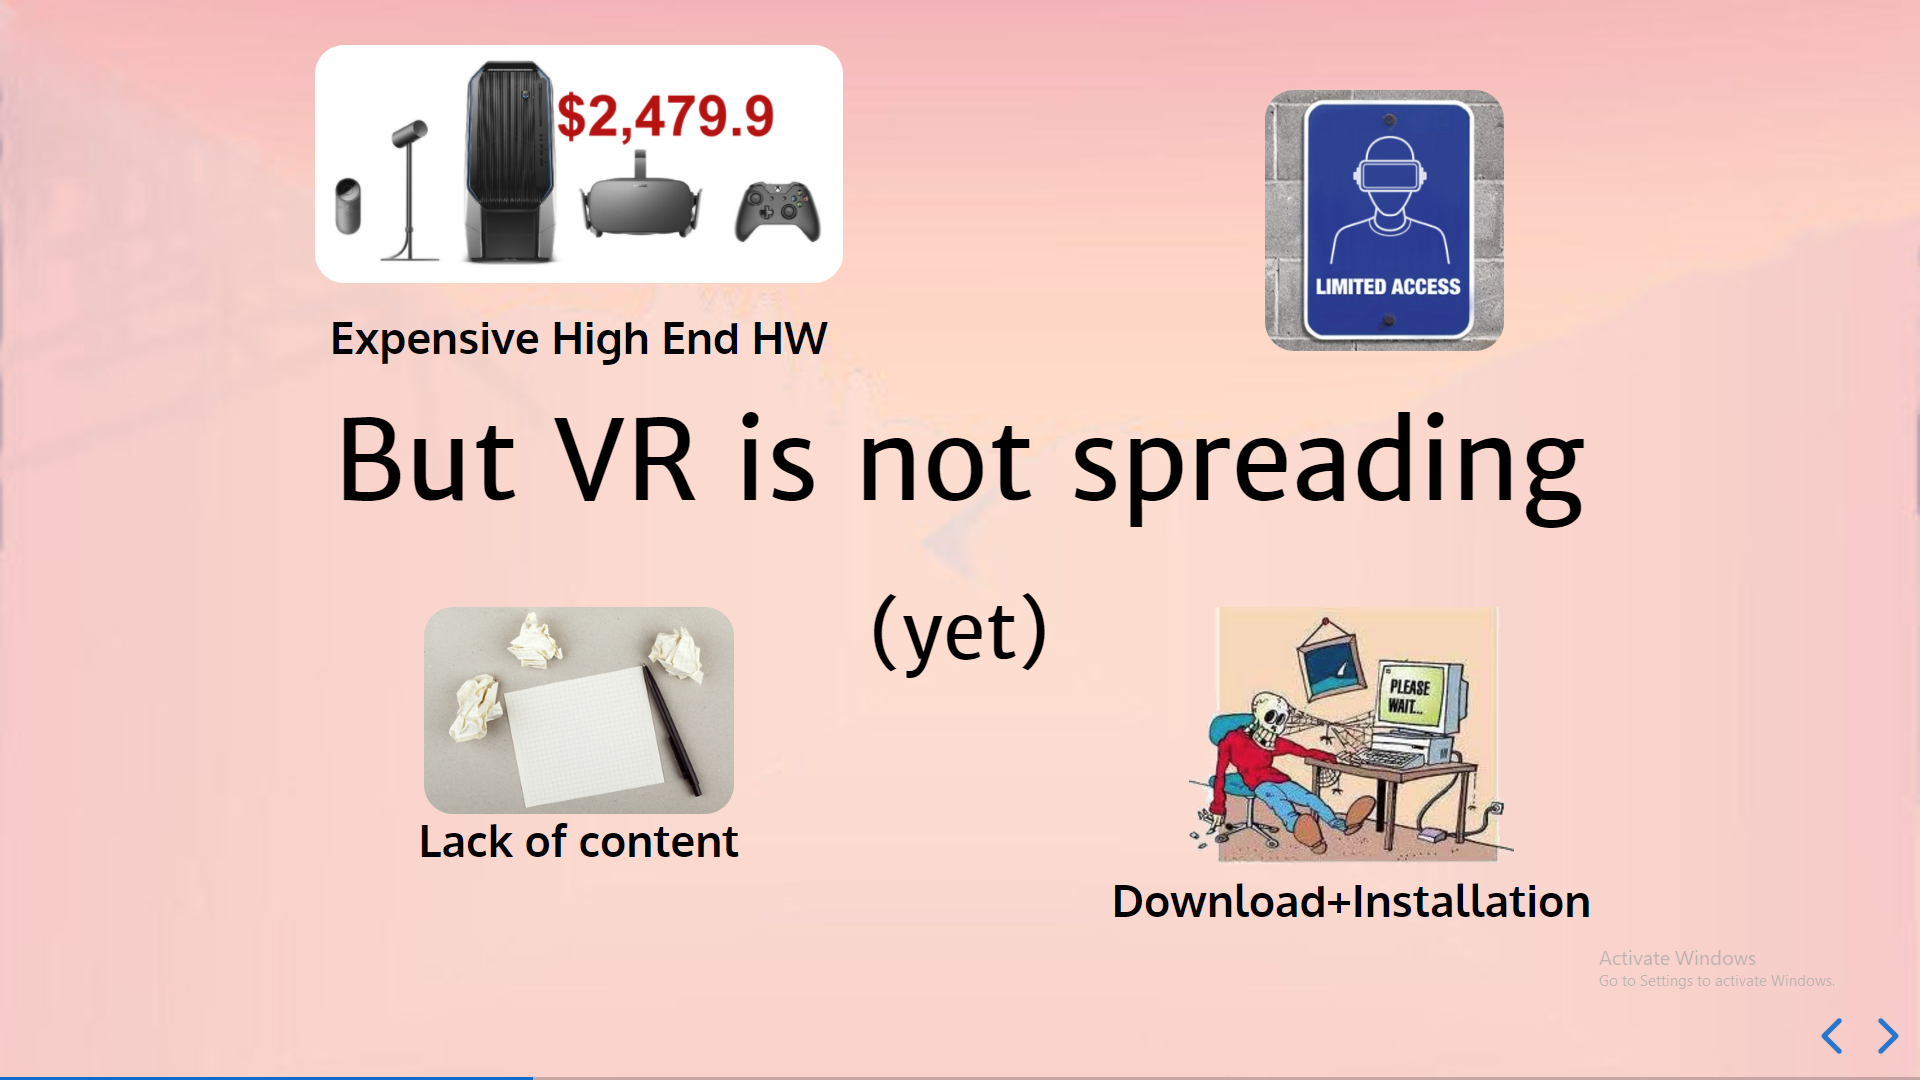 $2,479.9
LIMITED ACCESS
Expensive High End HW
But VR is not spreading
(yet)
PLEASE
WAIT...
Lack of content
Download+Installation
Activate Windows
Go to Settings to activate Windows.